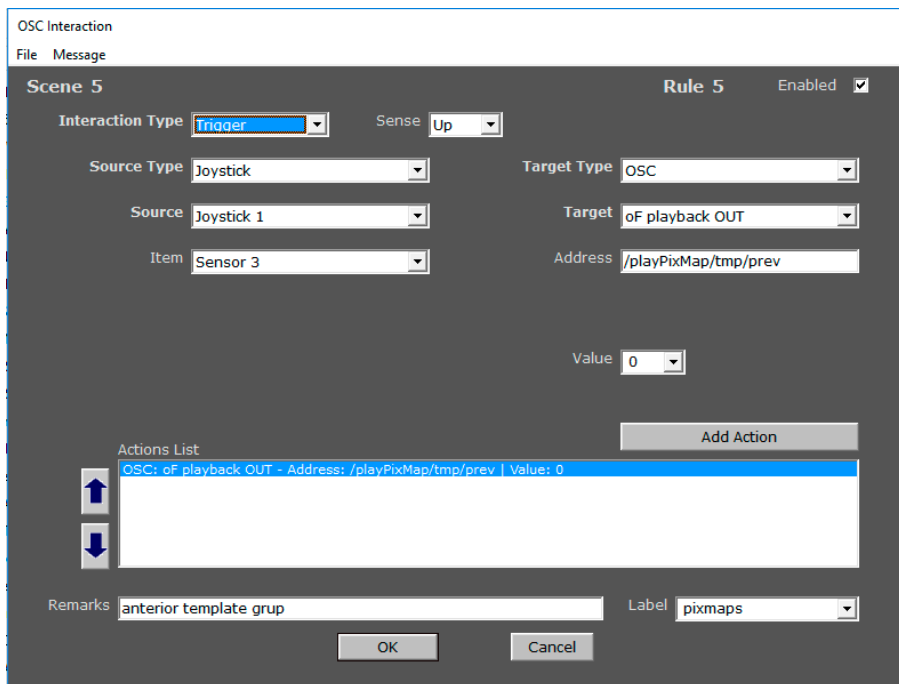 OSC Interaction
File Message
Scene 5 Rule 5 Enabled
Interaction Type Trigger Sense Up
Source Type Joystick Target Type OSC
Source Joystick 1 Target oF playback OUT
Item Sensor 3 Address /playPixMap/tmp/prev
Value 0
Add Action
Actions List
OSC: oF playback OUT - Address: /playPixMap/tmp/prev | Value: 0
Remarks anterior template grup Label pixmaps
OK Cancel